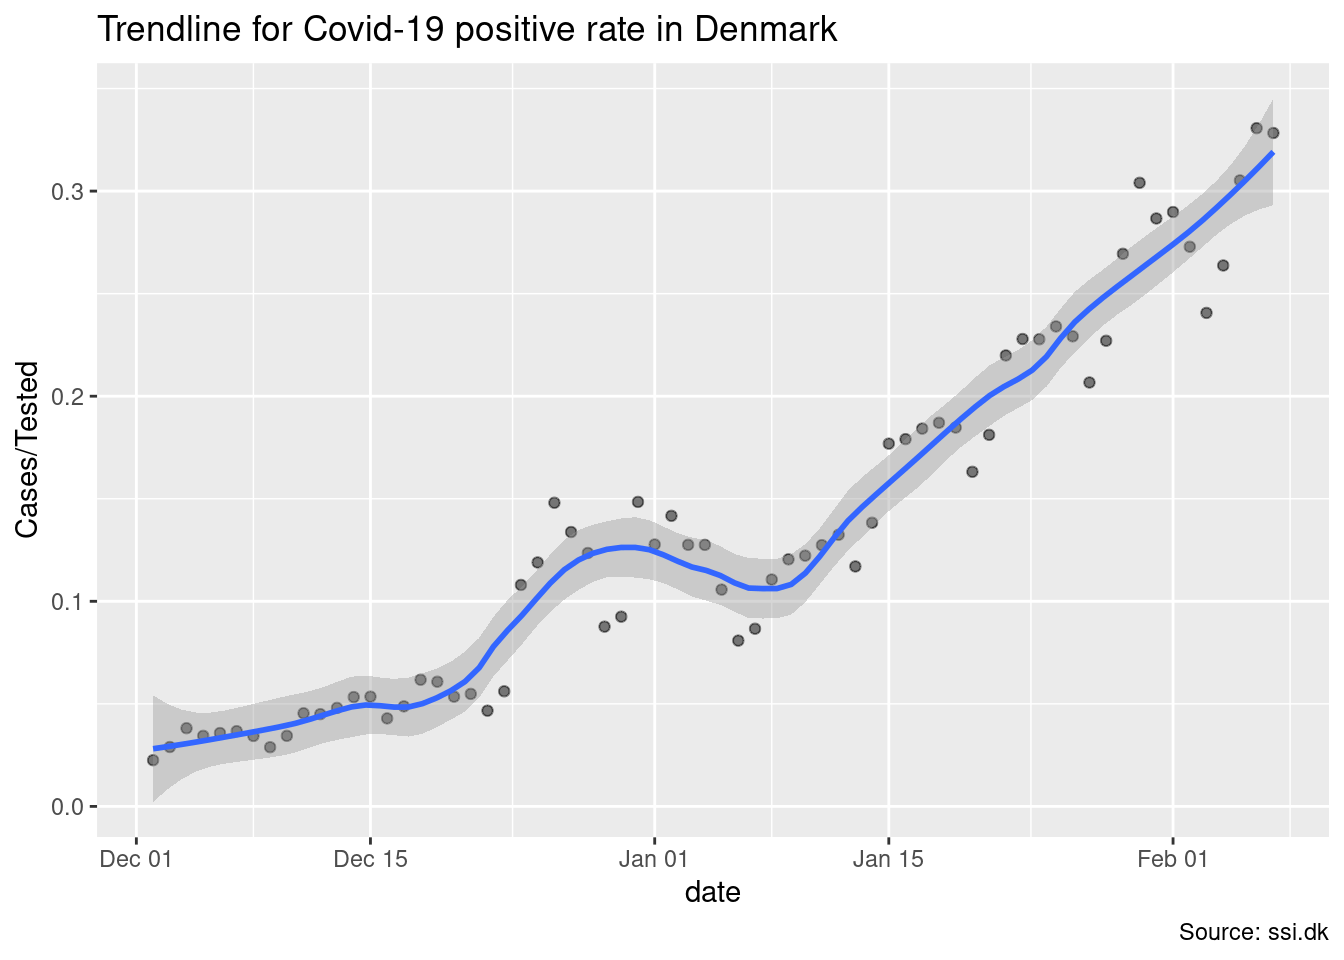 Trendline for Covid-19 positive rate in Denmark
Cases/Tested
0.3
0.2
0.1
0.0
Dec 01 Dec 15 Jan 01 Jan 15 Feb 01
date
Source: ssi.dk